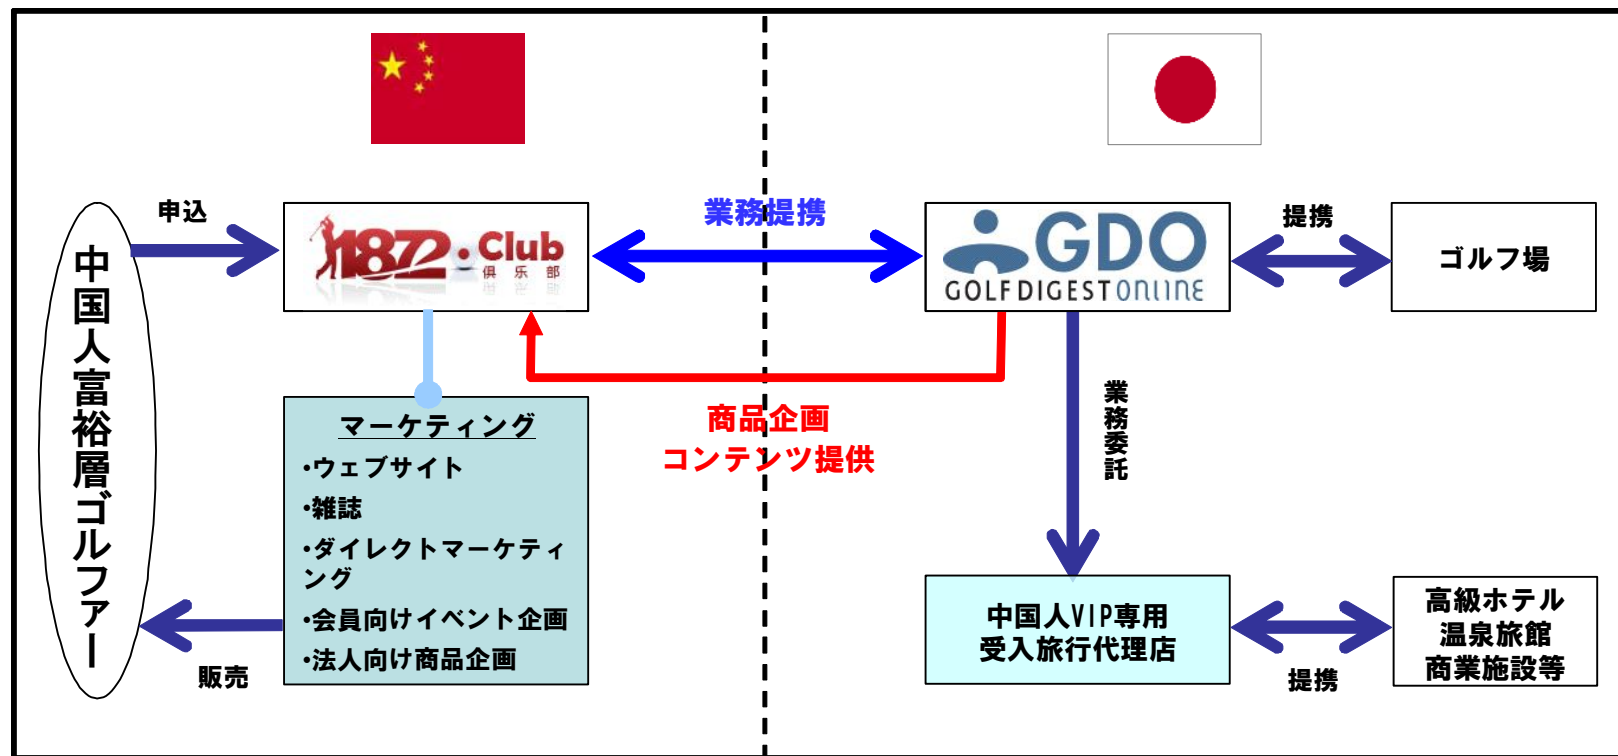 申込
1872.Club
俱乐部
業務提携
GDO
GOLFDIGESTONLINE
提携
ゴルフ場
中国人富裕層ゴルファー
マーケティング
・ウェブサイト
・雑誌
・ダイレクトマーケティ
ング
・会員向けイベント企画
・法人向け商品企画
商品企画
コンテンツ提供
業務委託
販売
中国人VIP専用
受入旅行代理店
提携
高級ホテル
温泉旅館
商業施設等